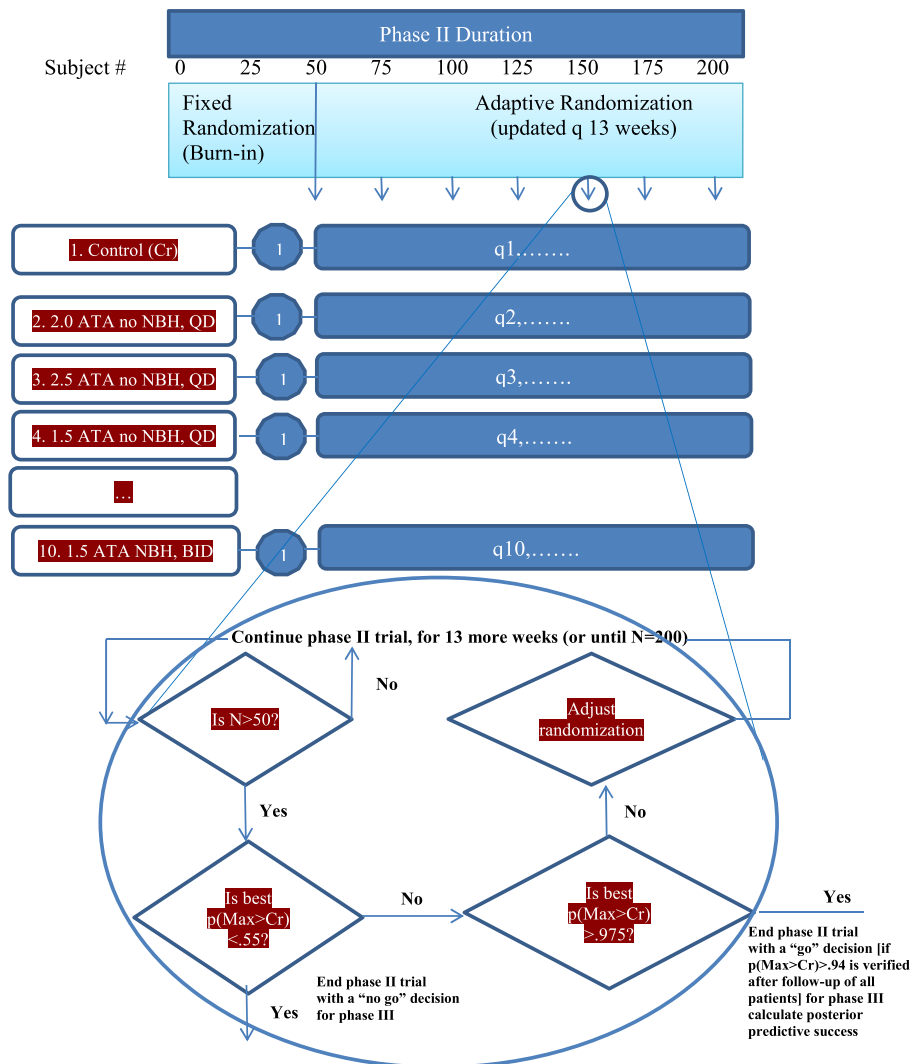 Phase II Duration
Subject # 0 25 50 75 100 125 150 175 200
Fixed
Randomization
(Burn-in)
Adaptive Randomization
(updated q 13 weeks)
1. Control (Cr) 1 q1,…….
2. 2.0 ATA no NBH, QD 1 q2,…….
3. 2.5 ATA no NBH, QD 1 q3,…….
4. 1.5 ATA no NBH, QD 1 q4,…….
…
10. 1.5 ATA NBH, BID 1 q10,…….
Continue phase II trial, for 13 more weeks (or until N=200)
Is N>50?
No
Yes
Adjust
randomization
No
Is best
p(Max>Cr)
<.55?
No
Is best
p(Max>Cr)
>.975?
Yes
End phase II trial
with a “no go” decision
for phase III
Yes
End phase II trial
with a “go” decision [if
p(Max>Cr)>.94 is verified
after follow-up of all
patients] for phase III
calculate posterior
predictive success